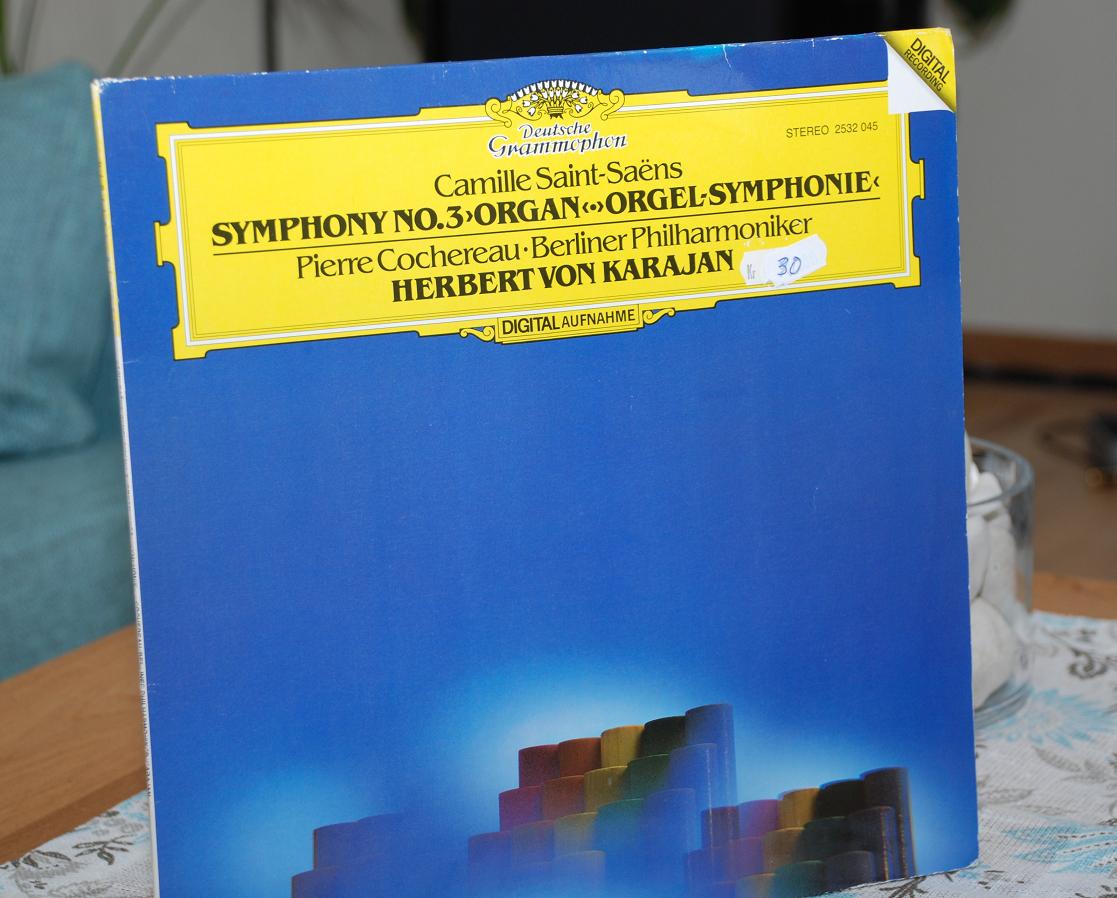 DIGITAL
RECORDING
Deutsche
Grammophon
STEREO 2532 045
Camille Saint-Saëns
SYMPHONY NO.3›ORGAN‹•›ORGEL-SYMPHONIE‹
Pierre Cochereau·Berliner Philharmoniker
HERBERT VON KARAJAN
Kr 30
DIGITAL AUFNAHME